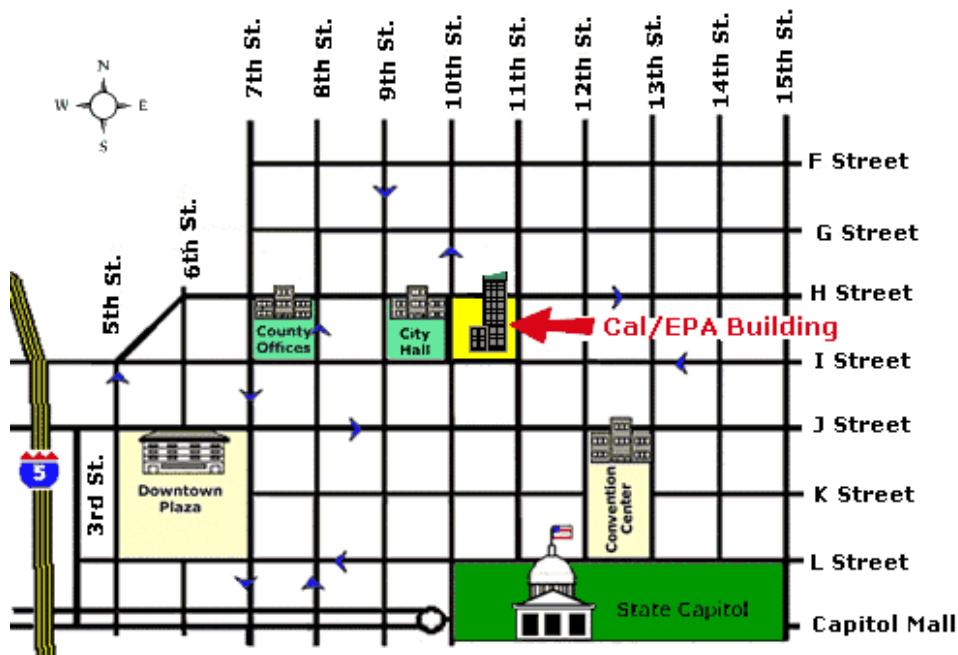 7th St.
8th St.
9th St.
10th St.
11th St.
12th St.
13th St.
14th St.
15th St.
N
W
E
S
F Street
6th St.
G Street
5th St.
H Street
County
Offices
City
Hall
Cal/EPA Building
I Street
J Street
5
3rd St.
Downtown
Plaza
Convention
Center
K Street
L Street
State Capitol
Capitol Mall